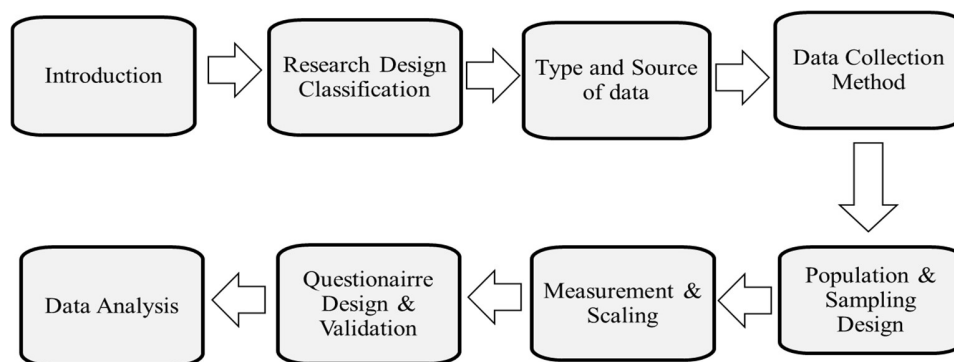 Introduction
Research Design
Classification
Type and Source
of data
Data Collection
Method
Population &
Sampling
Design
Measurement &
Scaling
Questionairre
Design &
Validation
Data Analysis